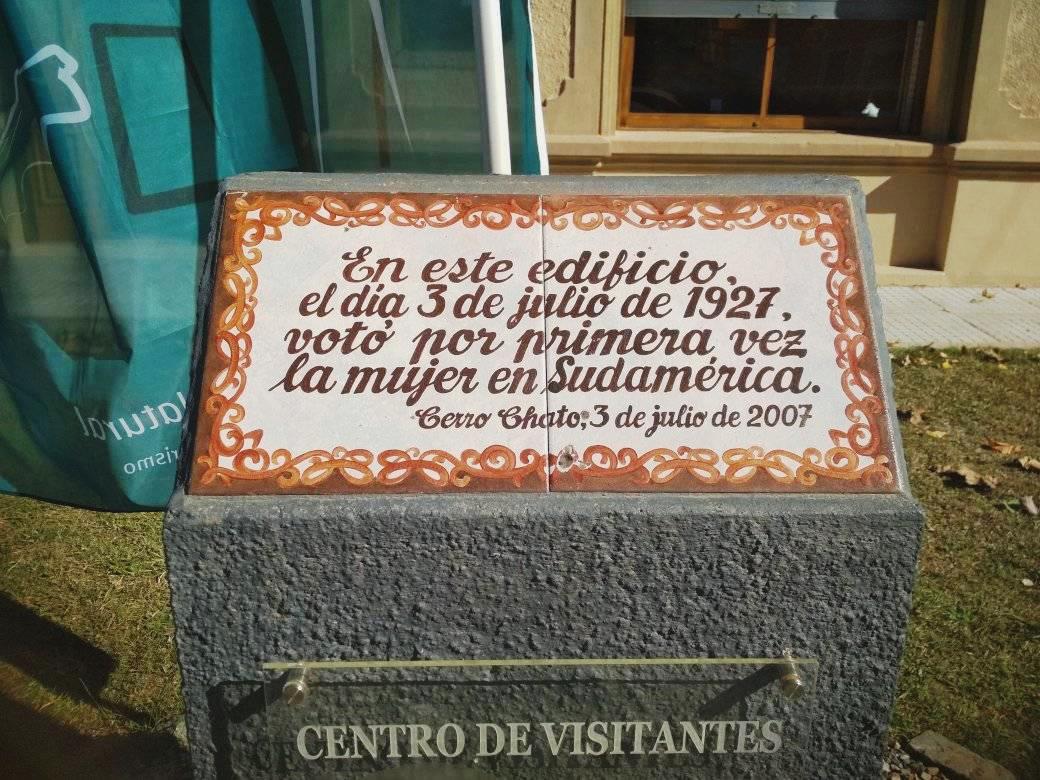 En este edificio,
el día 3 de julio de 1927,
votó por primera vez
la mujer en Sudamérica.
Cerro Chato, 3 de julio de 2007
CENTRO DE VISITANTES
Natural